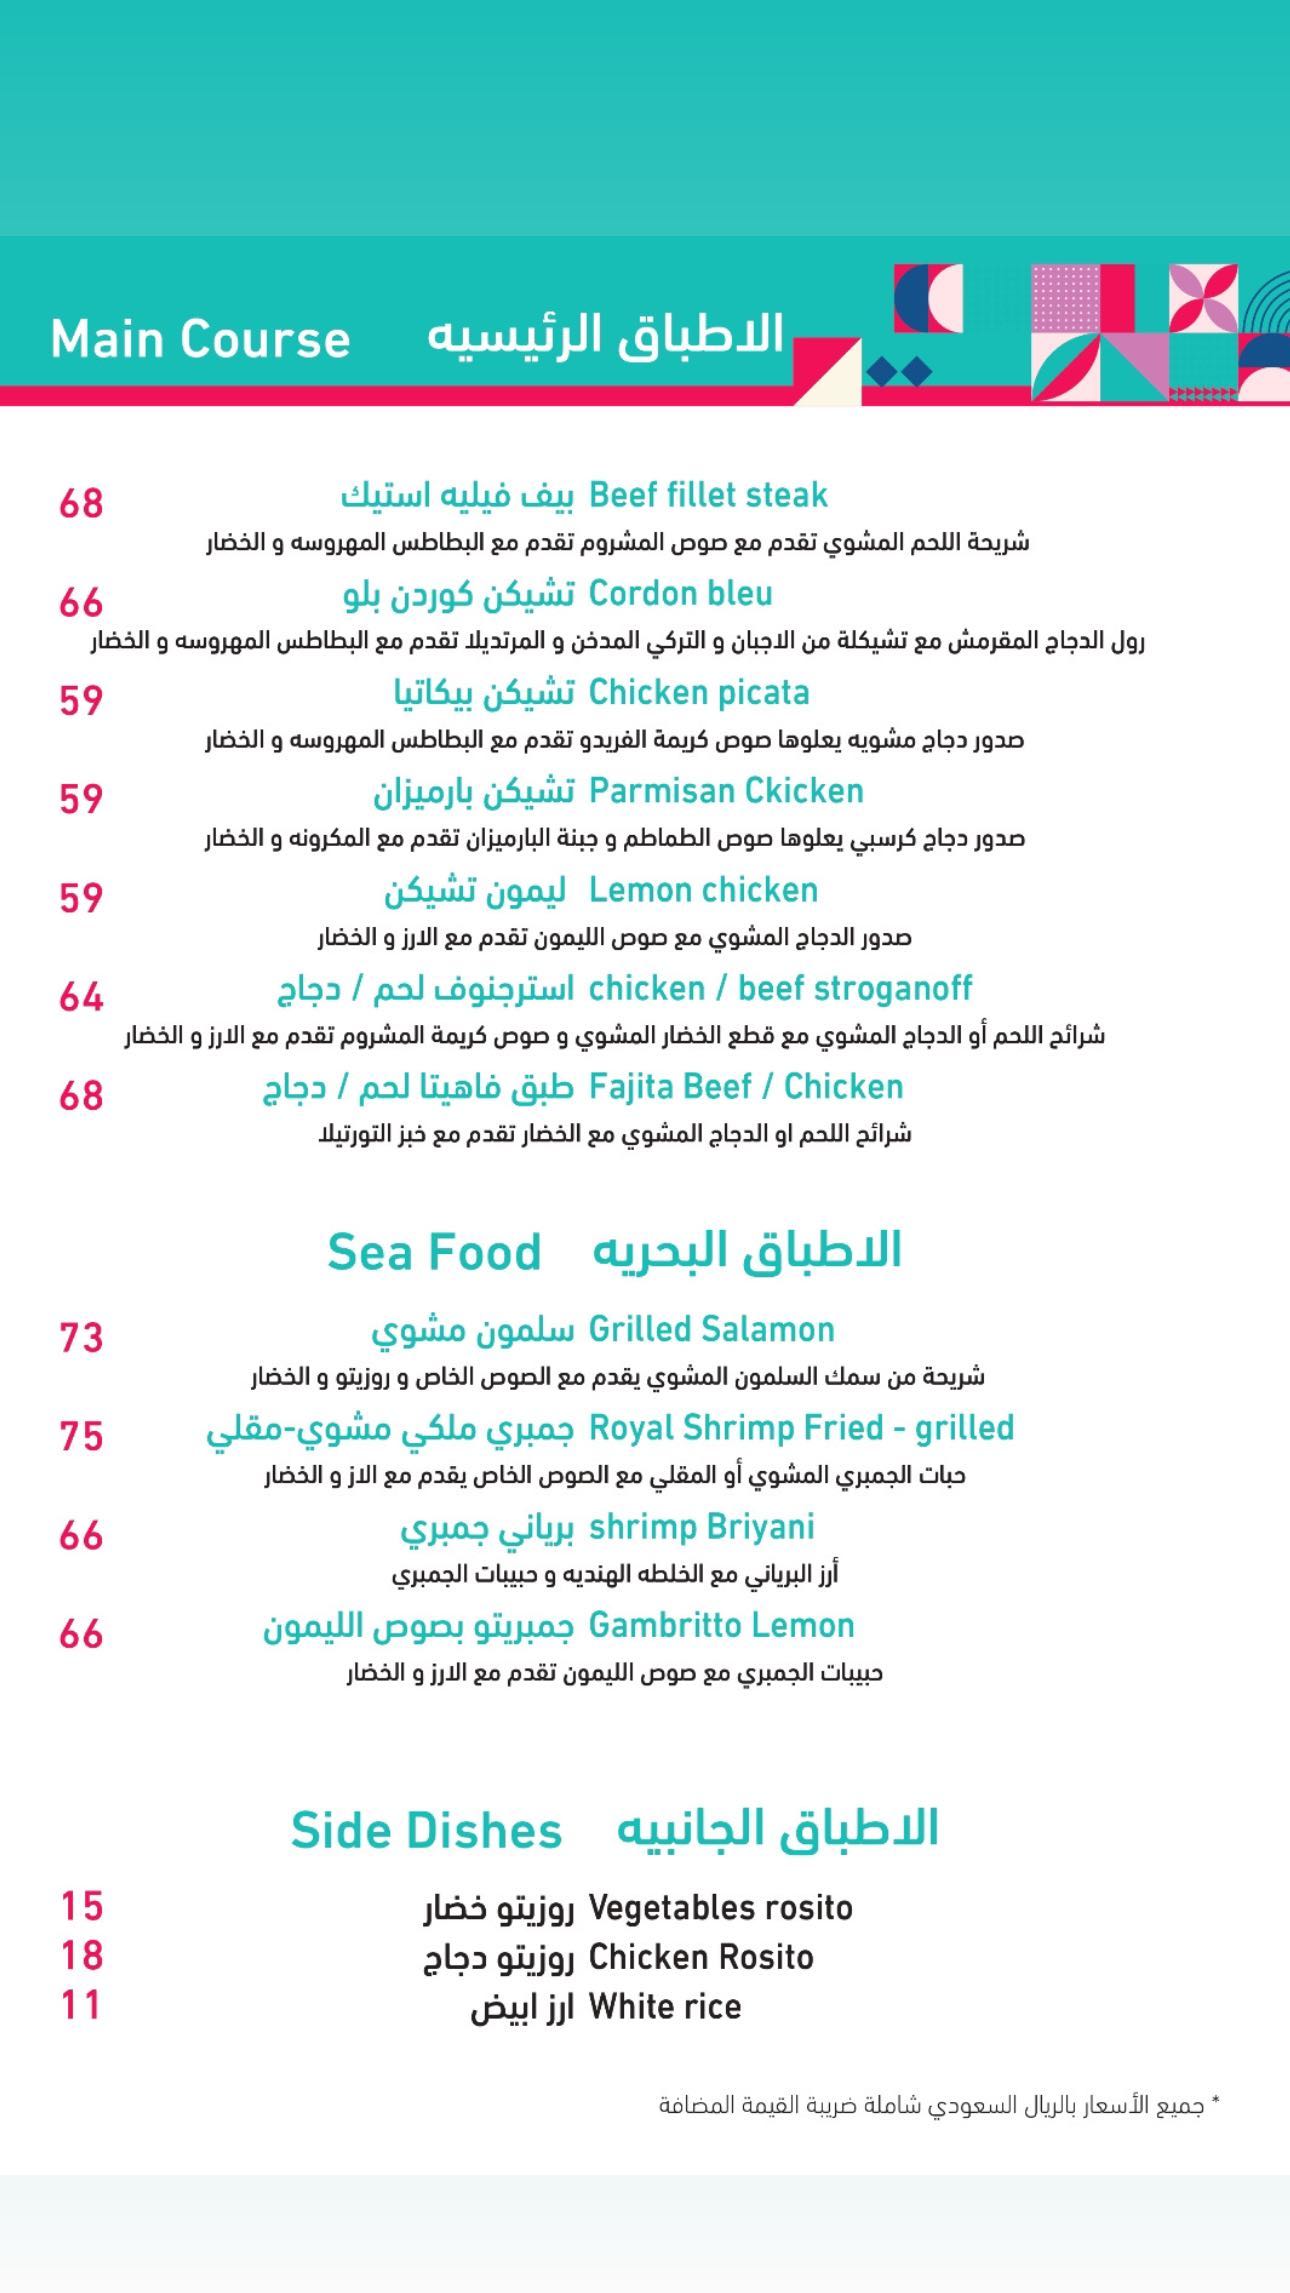 Main Course الاطباق الرئيسيه
68 بيف فيليه استيك Beef fillet steak
شريحة اللحم المشوي تقدم مع صوص المشروم تقدم مع البطاطس المهروسه و الخضار
66 تشيكن كوردن بلو Cordon bleu
رول الدجاج المقرمش مع تشيكلة من الاجبان و التركي المدخن و المرتديلا تقدم مع البطاطس المهروسه و الخضار
59 تشيكن بيكاتيا Chicken picata
صدور دجاج مشويه يعلوها صوص كريمة الفريدو تقدم مع البطاطس المهروسه و الخضار
59 تشيكن بارميزان Parmisan Ckicken
صدور دجاج كرسبي يعلوها صوص الطماطم و جبنة البارميزان تقدم مع المكرونه و الخضار
59 ليمون تشيكن Lemon chicken
صدور الدجاج المشوي مع صوص الليمون تقدم مع الارز و الخضار
64 استرجنوف لحم / دجاج chicken / beef stroganoff
شرائح اللحم أو الدجاج المشوي مع قطع الخضار المشوي و صوص كريمة المشروم تقدم مع الارز و الخضار
68 طبق فاهيتا لحم / دجاج Fajita Beef / Chicken
شرائح اللحم او الدجاج المشوي مع الخضار تقدم مع خبز التورتيلا
Sea Food الاطباق البحريه
73 سلمون مشوي Grilled Salamon
شريحة من سمك السلمون المشوي يقدم مع الصوص الخاص و روزيتو و الخضار
75 جمبري ملكي مشوي-مقلي Royal Shrimp Fried - grilled
حبات الجمبري المشوي أو المقلي مع الصوص الخاص يقدم مع الاز و الخضار
66 برياني جمبري shrimp Briyani
أرز البرياني مع الخلطه الهنديه و حبيبات الجمبري
66 جمبريتو بصوص الليمون Gambritto Lemon
حبيبات الجمبري مع صوص الليمون تقدم مع الارز و الخضار
Side Dishes الاطباق الجانبيه
15 روزيتو خضار Vegetables rosito
18 روزيتو دجاج Chicken Rosito
11 ارز ابيض White rice
* جميع الأسعار بالريال السعودي شاملة ضريبة القيمة المضافة